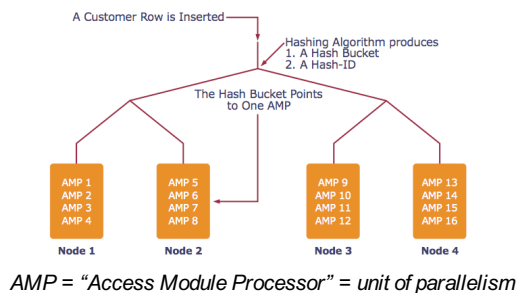 A Customer Row is Inserted
Hashing Algorithm produces
1. A Hash Bucket
2. A Hash-ID
The Hash Bucket Points
to One AMP
AMP 1
AMP 2
AMP 3
AMP 4
AMP 5
AMP 6
AMP 7
AMP 8
AMP 9
AMP 10
AMP 11
AMP 12
AMP 13
AMP 14
AMP 15
AMP 16
Node 1
Node 2
Node 3
Node 4
AMP = “Access Module Processor” = unit of parallelism